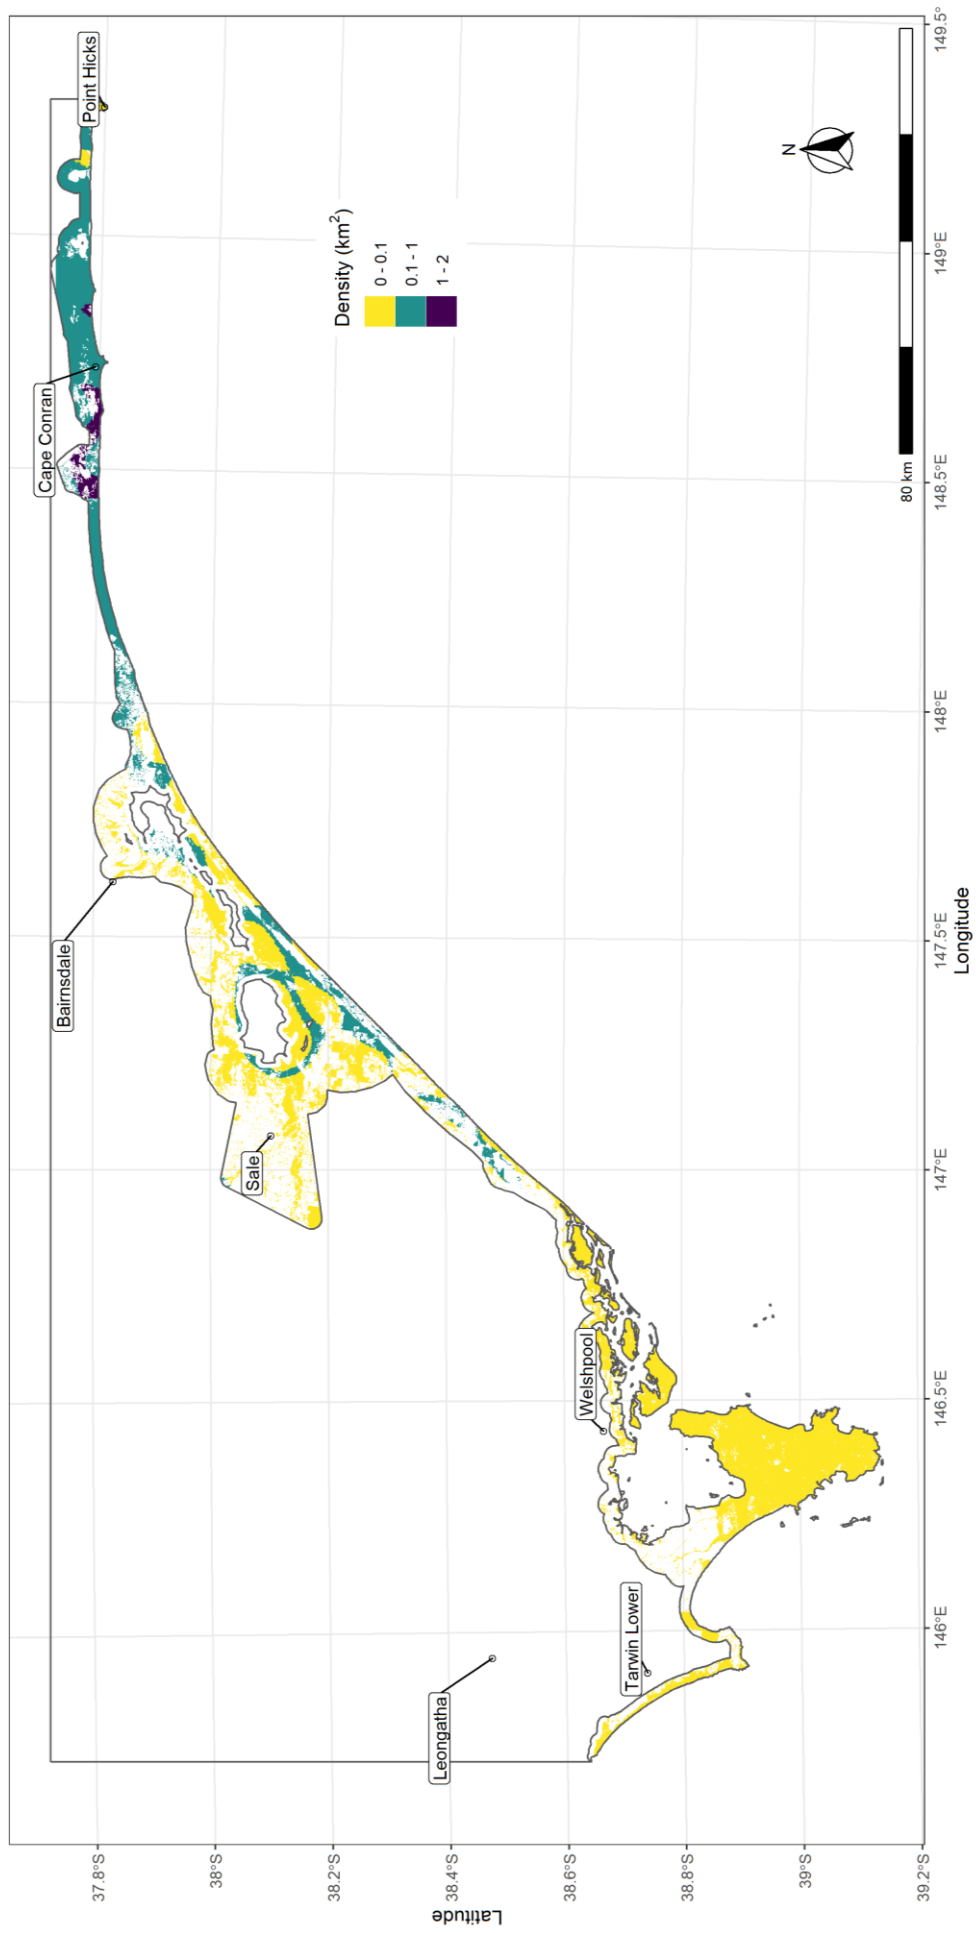 Point Hicks
Cape Conran
Bairnsdale
Sale
Welshpool
Tarwin Lower
Leongatha
Density (km²)
0 - 0.1
0.1 - 1
1 - 2
N
80 km
37.8°S
38°S
38.2°S
38.4°S
38.6°S
38.8°S
39°S
39.2°S
Latitude
146°E
146.5°E
147°E
147.5°E
148°E
148.5°E
149°E
149.5°
Longitude